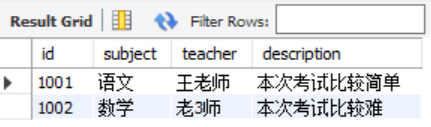 Result Grid Filter Rows:
id subject teacher description
1001 语文 王老师 本次考试比较简单
1002 数学 老3师 本次考试比较难